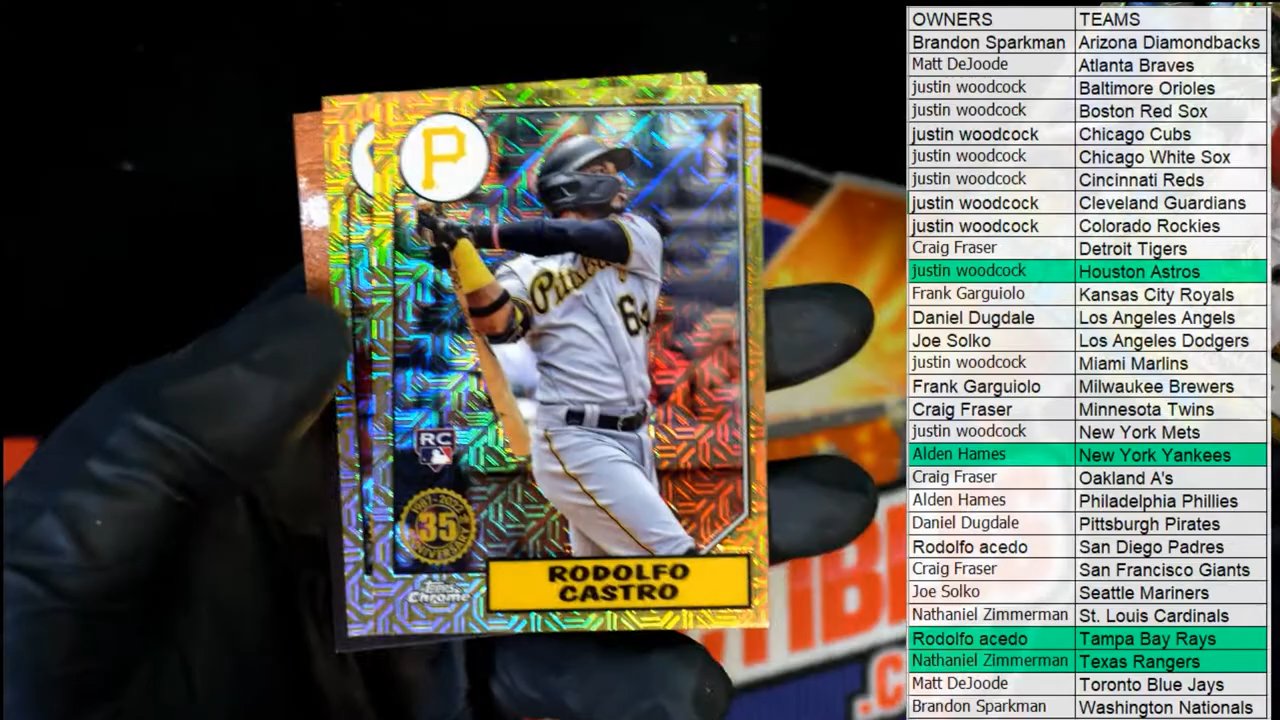 P
Pittsburgh
64
RC
1987-2022
35
ANNIVERSARY
Topps
Chrome
RODOLFO
CASTRO
OWNERS TEAMS
Brandon Sparkman Arizona Diamondbacks
Matt DeJoode Atlanta Braves
justin woodcock Baltimore Orioles
justin woodcock Boston Red Sox
justin woodcock Chicago Cubs
justin woodcock Chicago White Sox
justin woodcock Cincinnati Reds
justin woodcock Cleveland Guardians
justin woodcock Colorado Rockies
Craig Fraser Detroit Tigers
justin woodcock Houston Astros
Frank Garguiolo Kansas City Royals
Daniel Dugdale Los Angeles Angels
Joe Solko Los Angeles Dodgers
justin woodcock Miami Marlins
Frank Garguiolo Milwaukee Brewers
Craig Fraser Minnesota Twins
justin woodcock New York Mets
Alden Hames New York Yankees
Craig Fraser Oakland A's
Alden Hames Philadelphia Phillies
Daniel Dugdale Pittsburgh Pirates
Rodolfo acedo San Diego Padres
Craig Fraser San Francisco Giants
Joe Solko Seattle Mariners
Nathaniel Zimmerman St. Louis Cardinals
Rodolfo acedo Tampa Bay Rays
Nathaniel Zimmerman Texas Rangers
Matt DeJoode Toronto Blue Jays
Brandon Sparkman Washington Nationals